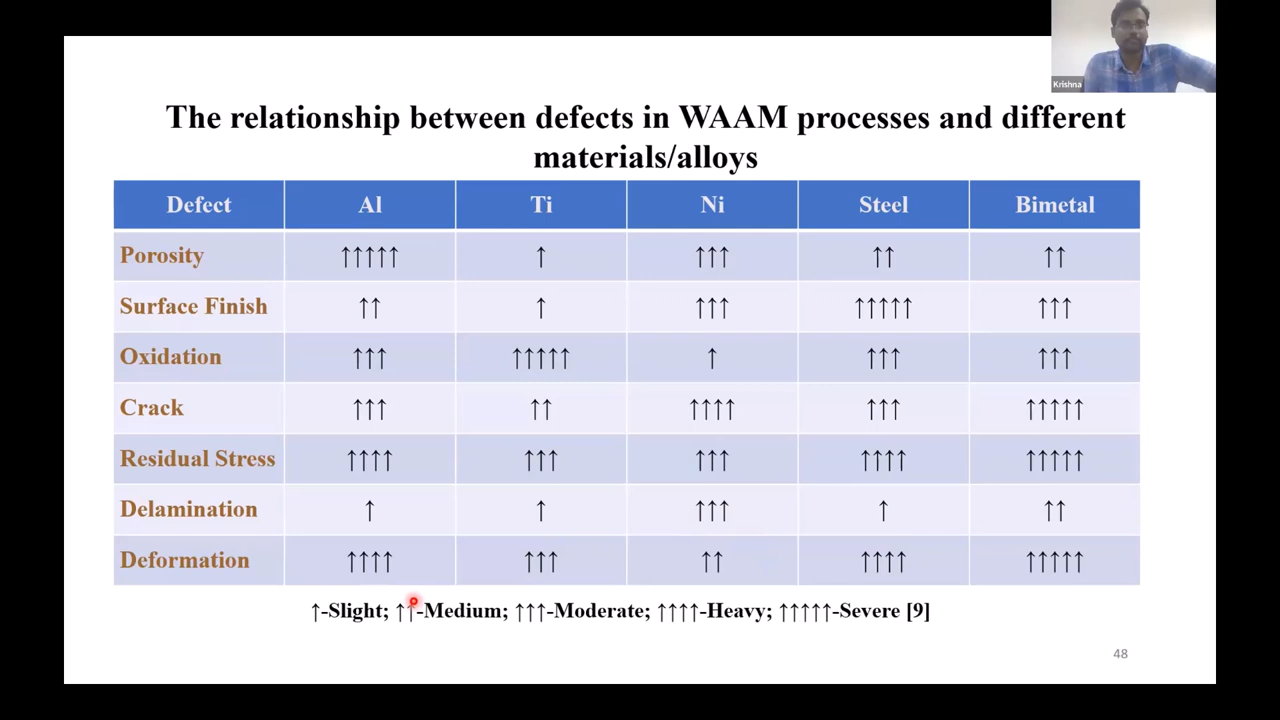 Krishna
The relationship between defects in WAAM processes and different
materials/alloys
Defect Al Ti Ni Steel Bimetal
Porosity ↑↑↑↑↑ ↑ ↑↑↑ ↑↑ ↑↑
Surface Finish ↑↑ ↑ ↑↑↑ ↑↑↑↑↑ ↑↑↑
Oxidation ↑↑↑ ↑↑↑↑↑ ↑ ↑↑↑ ↑↑↑
Crack ↑↑↑ ↑↑ ↑↑↑↑ ↑↑↑ ↑↑↑↑↑
Residual Stress ↑↑↑↑ ↑↑↑ ↑↑↑ ↑↑↑↑ ↑↑↑↑↑
Delamination ↑ ↑ ↑↑↑ ↑ ↑↑
Deformation ↑↑↑↑ ↑↑↑ ↑↑ ↑↑↑↑ ↑↑↑↑↑
↑-Slight; ↑↑-Medium; ↑↑↑-Moderate; ↑↑↑↑-Heavy; ↑↑↑↑↑-Severe [9]
48